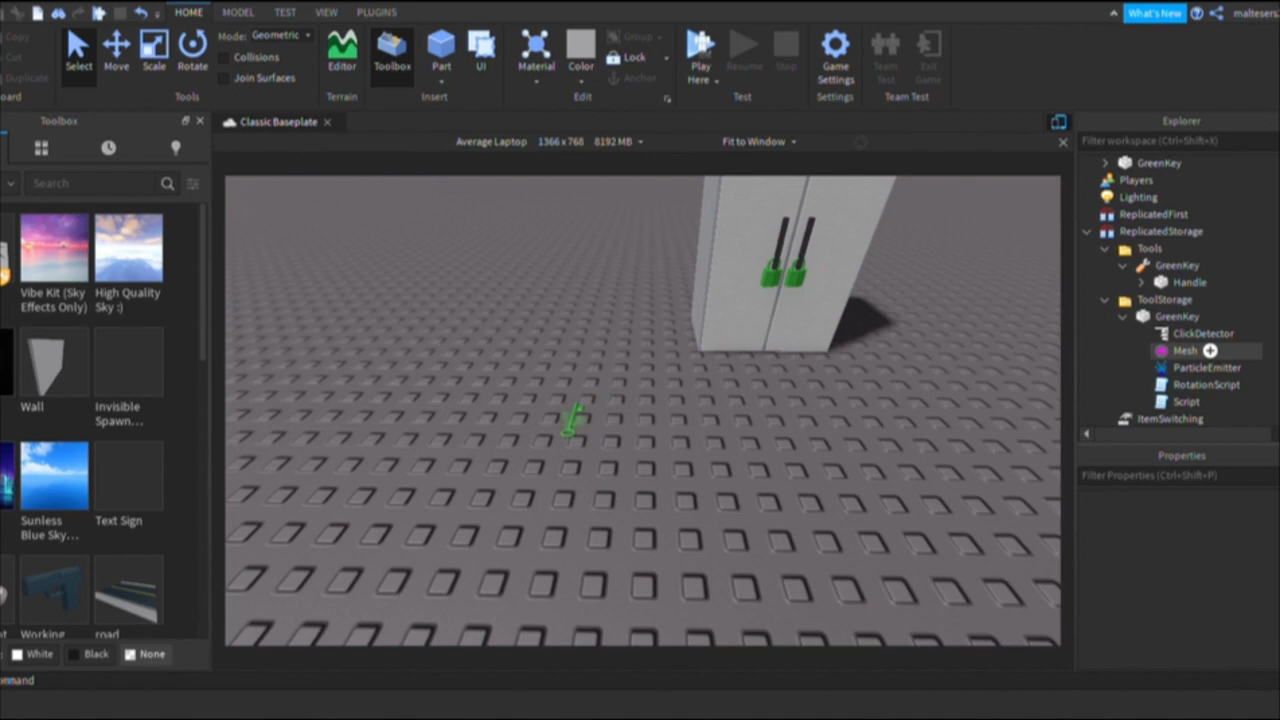 HOME MODEL TEST VIEW PLUGINS
What's New
maltesers
Copy
Cut
Duplicate
oard
Select
Move
Scale
Rotate
Mode: Geometric
Collisions
Join Surfaces
Tools
Editor
Terrain
Toolbox
Part
UI
Insert
Material
Color
Group
Lock
Anchor
Edit
Play Here
Resume
Stop
Test
Game Settings
Settings
Team Test
Exit Game
Team Test
Toolbox
Search
Vibe Kit (Sky
Effects Only)
High Quality
Sky :)
Wall
Invisible
Spawn...
Sunless
Blue Sky...
Text Sign
Working
road
White
Black
None
ommand
Classic Baseplate
Average Laptop 1366 x 768 8192 MB
Fit to Window
Explorer
Filter workspace (Ctrl+Shift+X)
GreenKey
Players
Lighting
ReplicatedFirst
ReplicatedStorage
Tools
GreenKey
Handle
ToolStorage
GreenKey
ClickDetector
Mesh
ParticleEmitter
RotationScript
Script
ItemSwitching
Properties
Filter Properties (Ctrl+Shift+P)